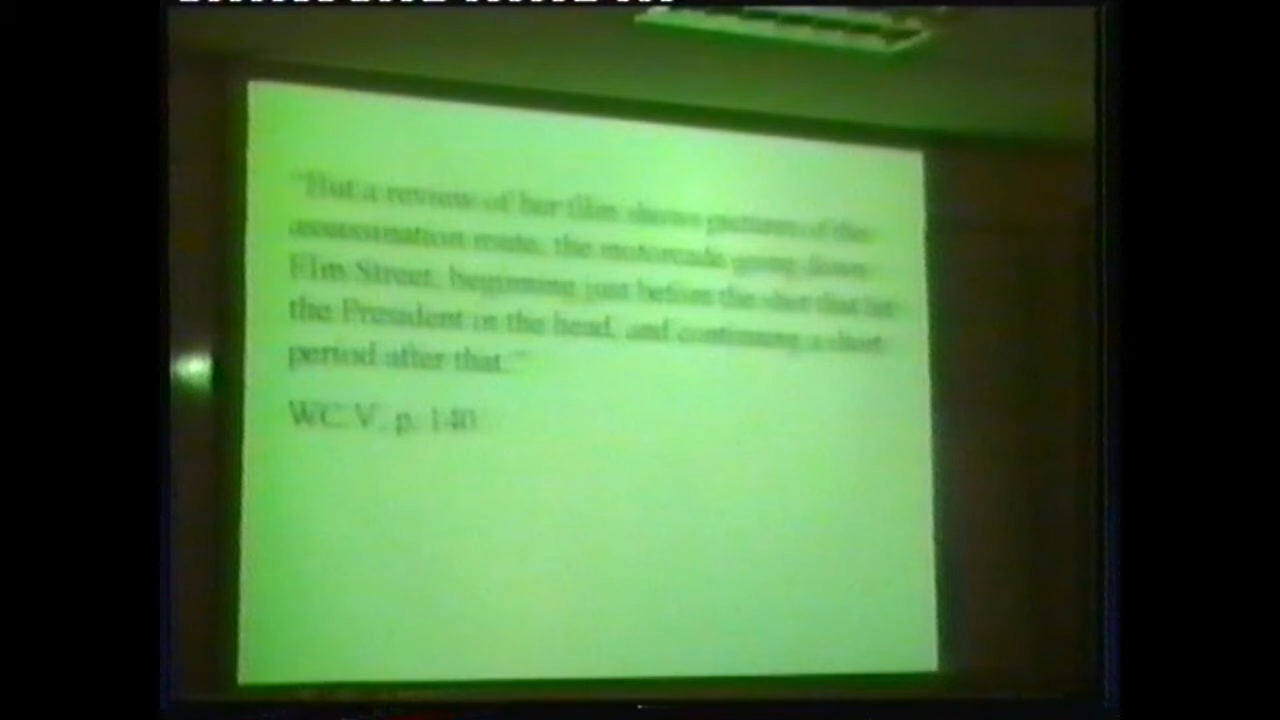 "But a review of her film shows pictures of the
assassination route, the motorcade going down
Elm Street, beginning just before the shot that hit
the President in the head, and continuing a short
period after that."
WC V, p. 140